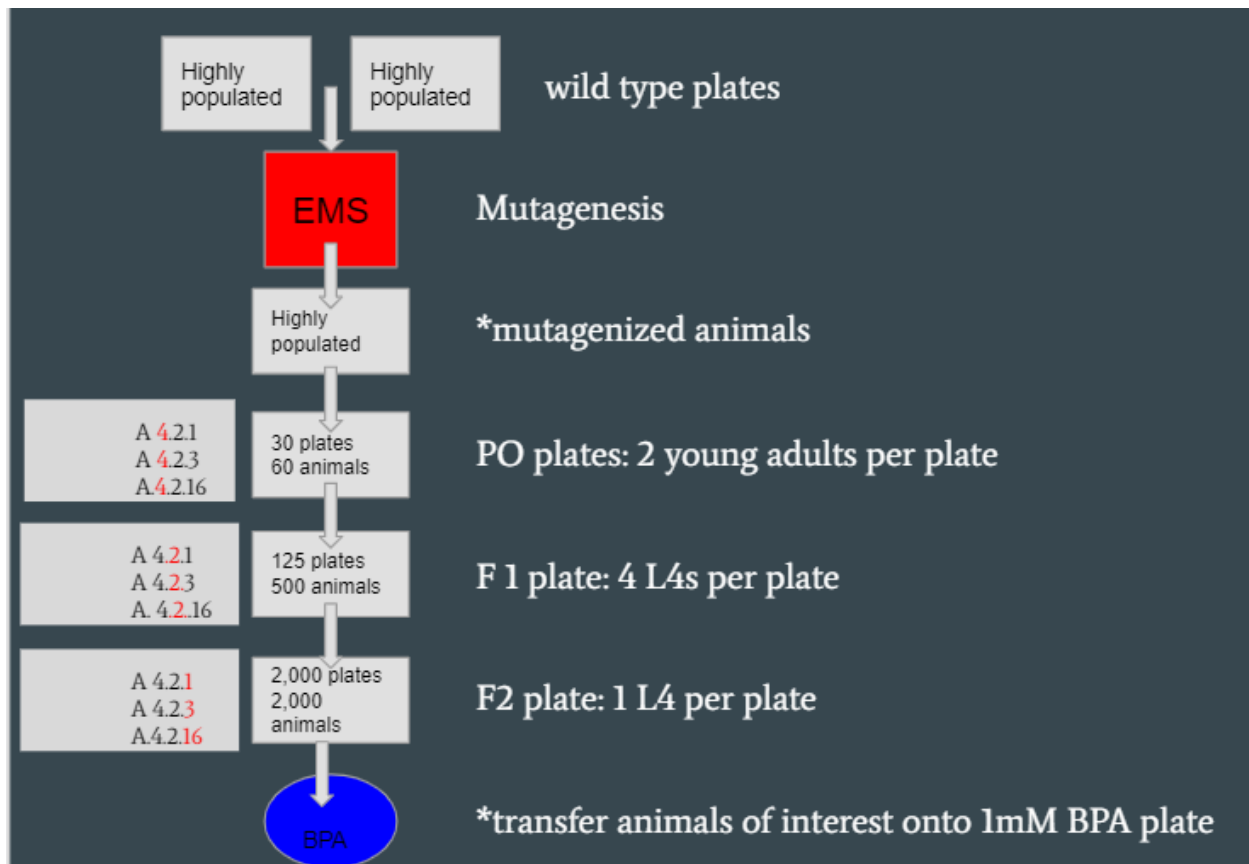 Highly
populated
Highly
populated
wild type plates
EMS
Mutagenesis
Highly
populated
*mutagenized animals
A 4.2.1
A 4.2.3
A.4.2.16
30 plates
60 animals
PO plates: 2 young adults per plate
A 4.2.1
A 4.2.3
A. 4.2..16
125 plates
500 animals
F 1 plate: 4 L4s per plate
A 4.2.1
A 4.2.3
A.4.2.16
2,000 plates
2,000
animals
F2 plate: 1 L4 per plate
BPA
*transfer animals of interest onto 1mM BPA plate